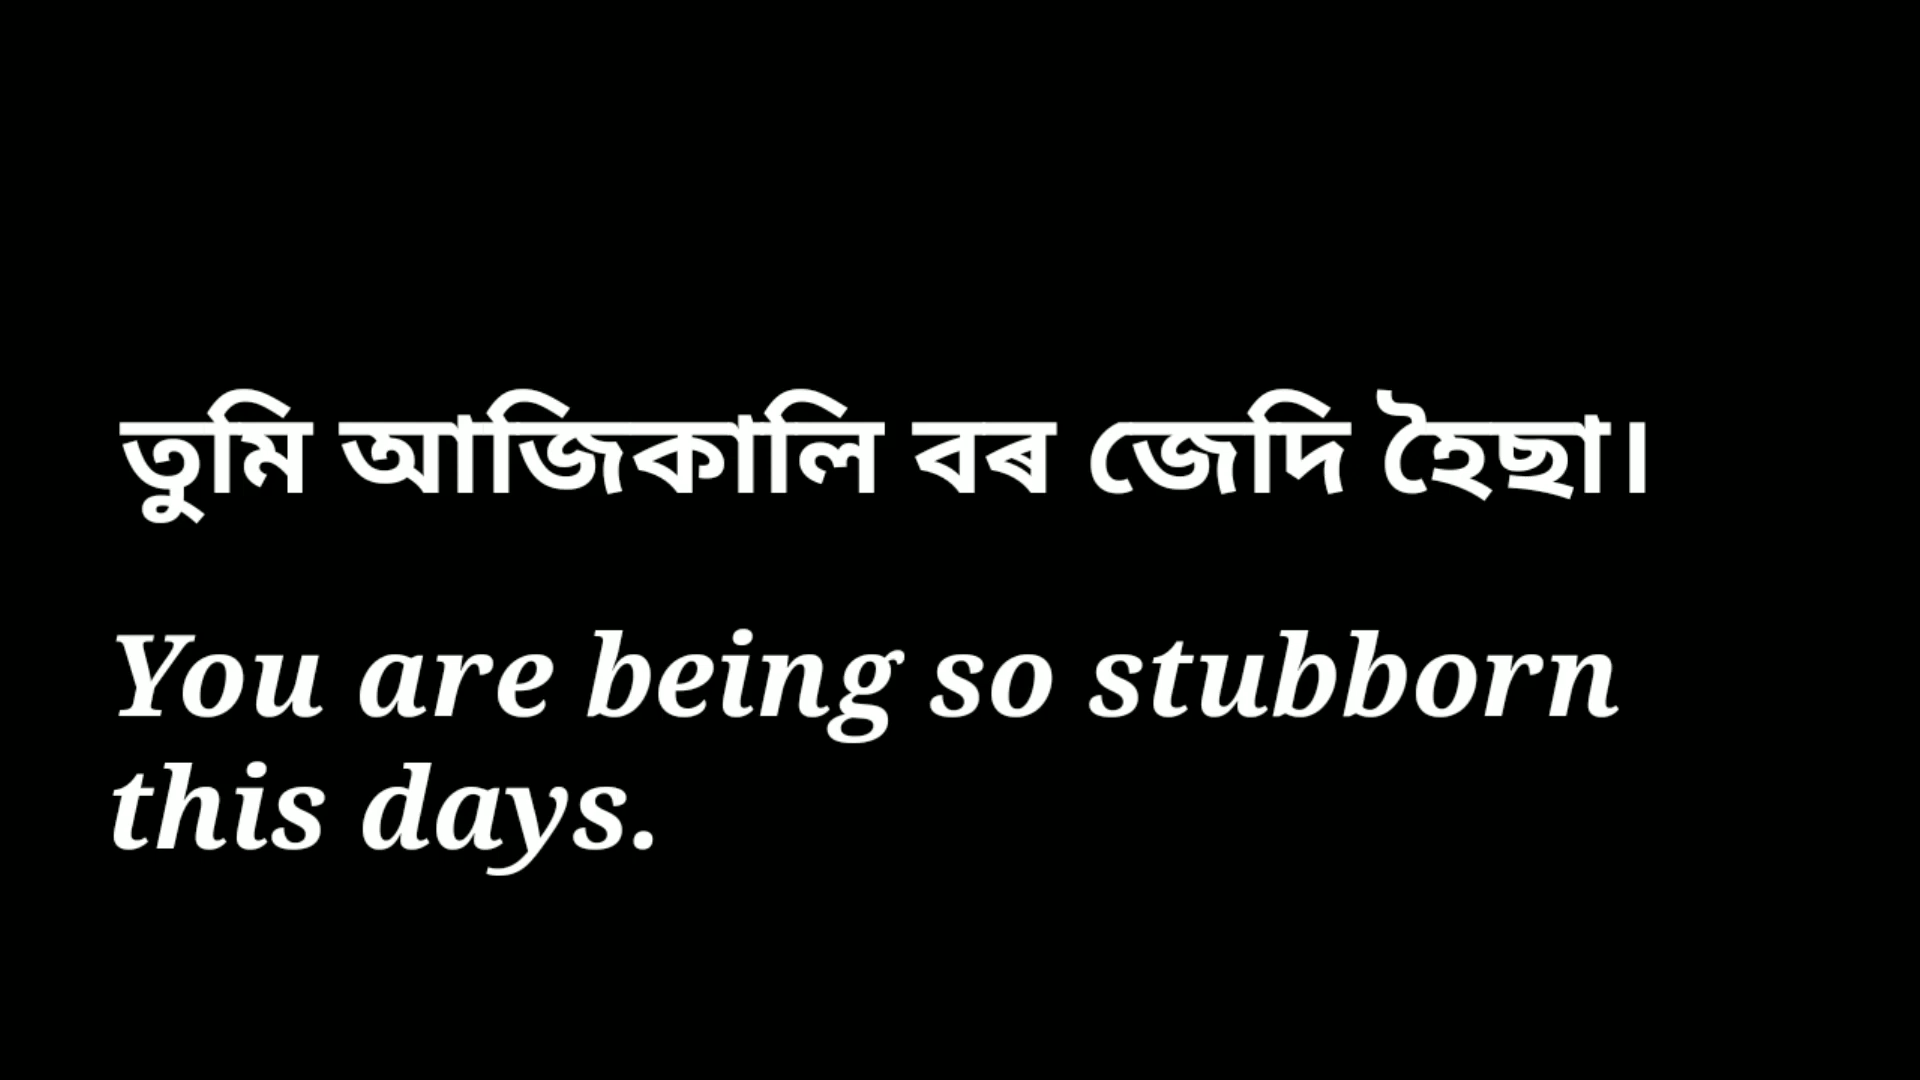 তুমি আজিকালি বৰ জেদি হৈছা।
You are being so stubborn
this days.